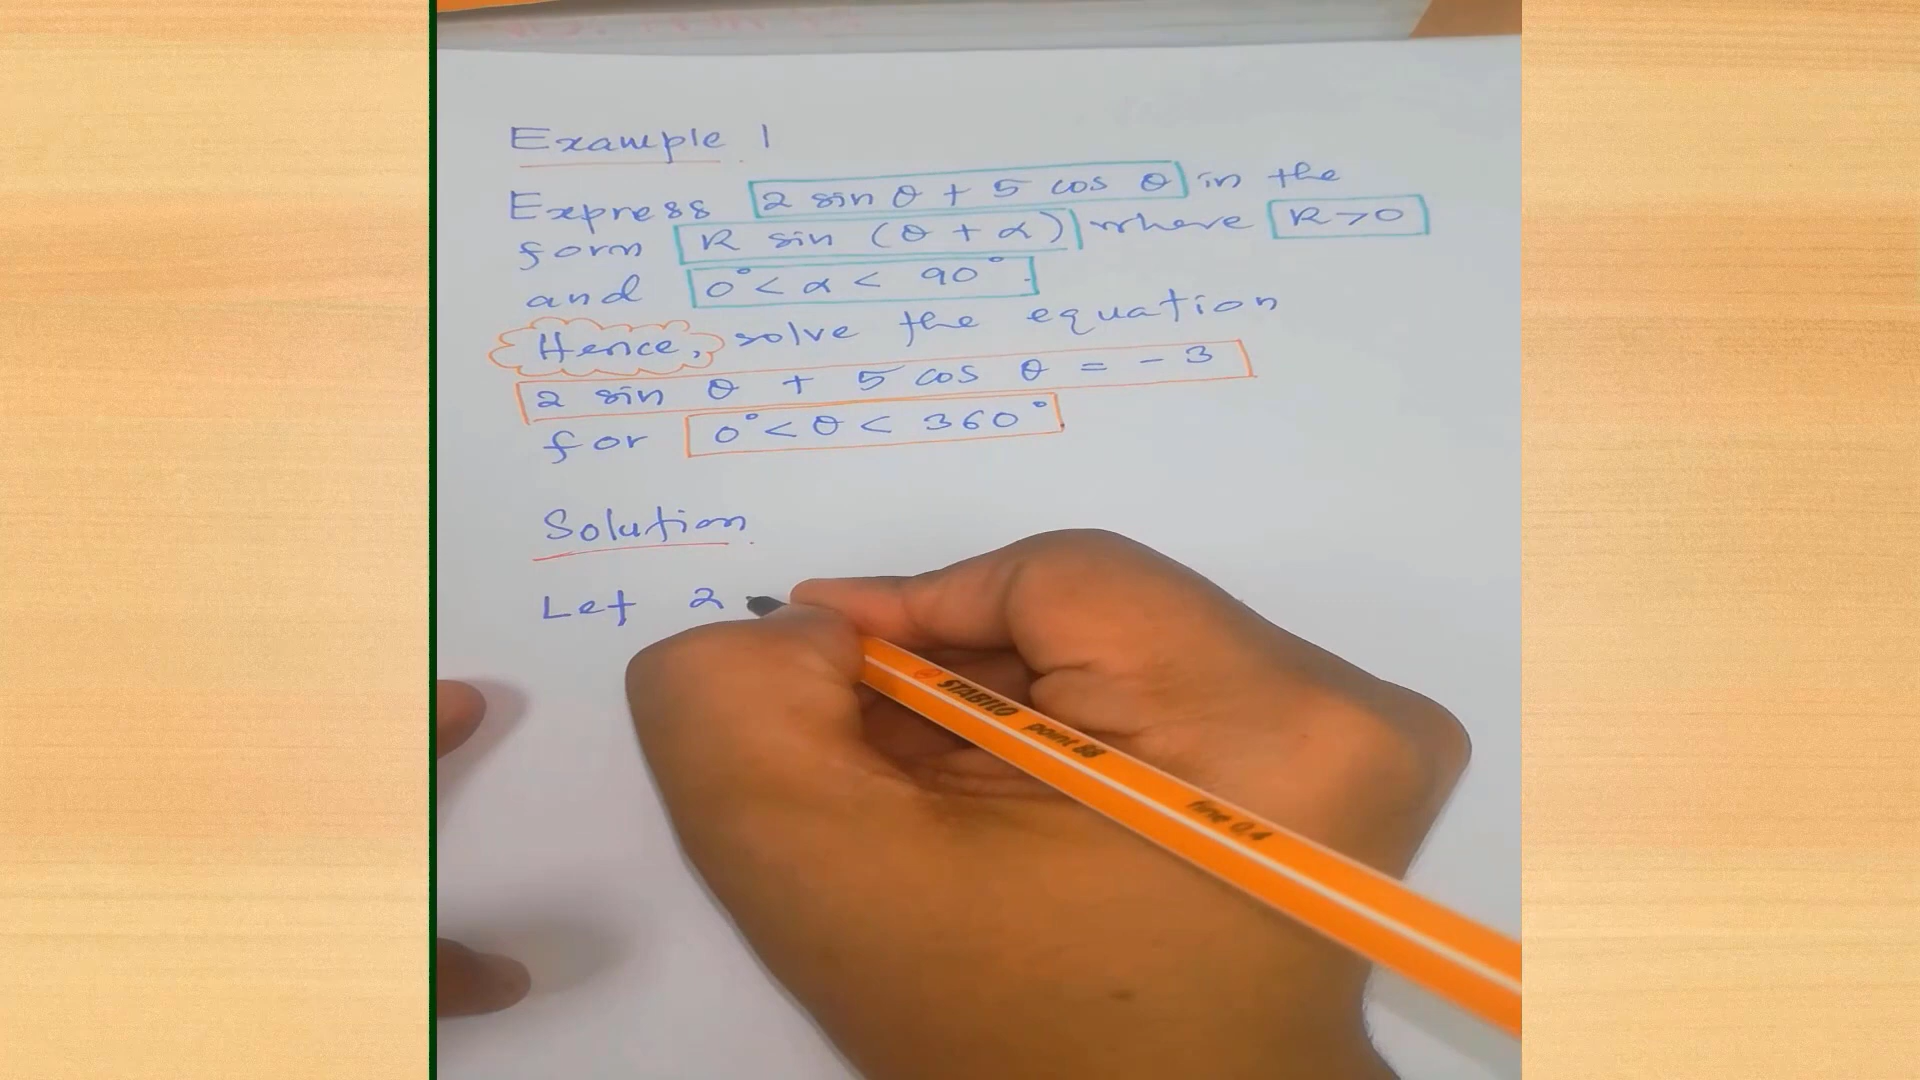 Example 1
Express 2 sin θ + 5 cos θ in the
form R sin (θ + α) where R > 0
and 0° < α < 90°.
Hence, solve the equation
2 sin θ + 5 cos θ = - 3
for 0° < θ < 360°.
Solution
Let 2
STABILO point 88 fine 0.4